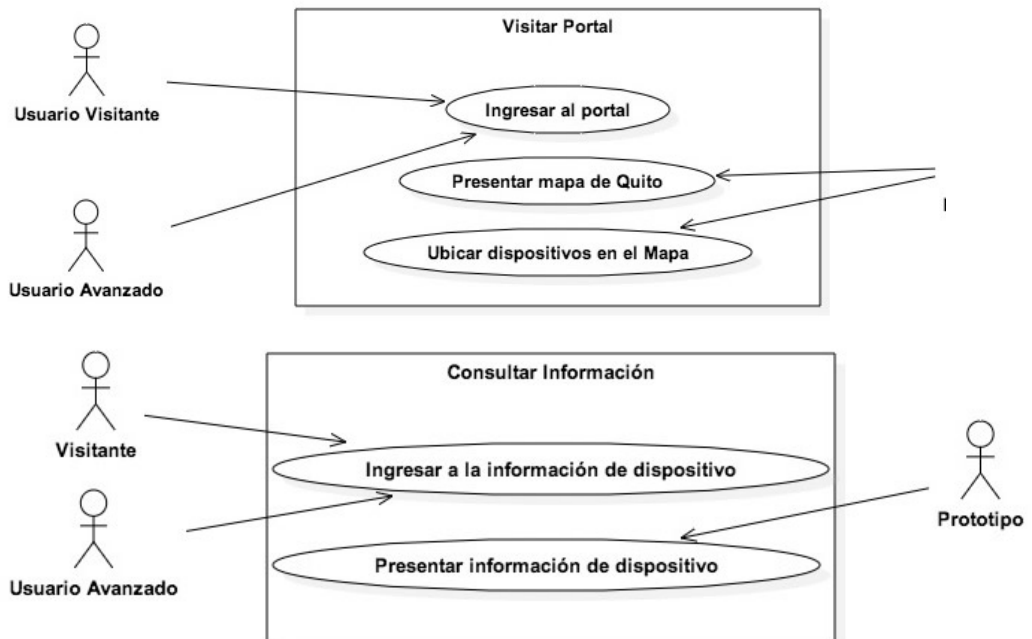 Visitar Portal
Usuario Visitante
Ingresar al portal
Presentar mapa de Quito
Usuario Avanzado
Ubicar dispositivos en el Mapa
Consultar Información
Visitante
Ingresar a la información de dispositivo
Prototipo
Usuario Avanzado
Presentar información de dispositivo